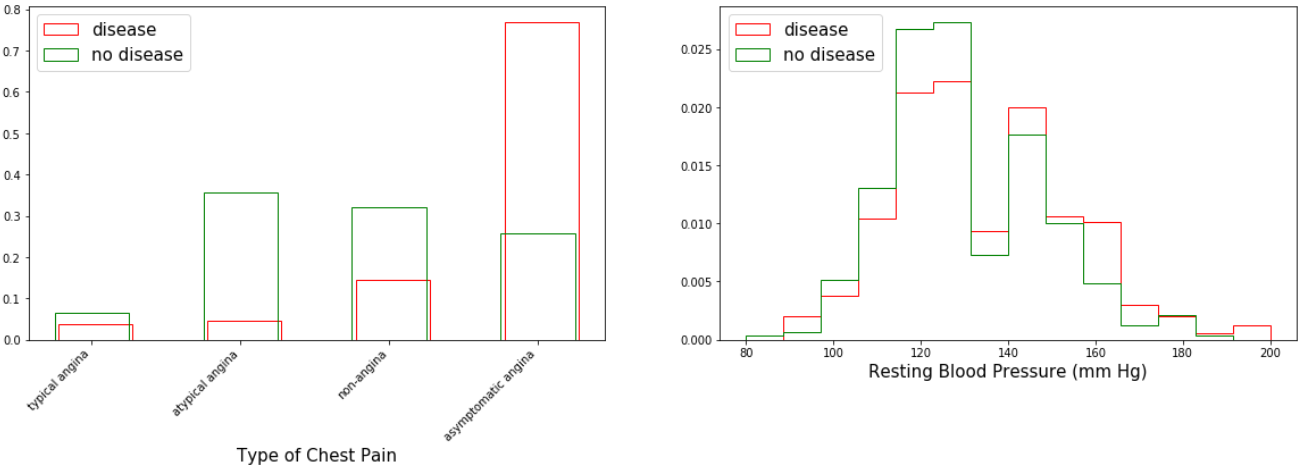 0.8
0.7
0.6
0.5
0.4
0.3
0.2
0.1
0.0
disease
no disease
typical angina
atypical angina
non-angina
asymptomatic angina
Type of Chest Pain
0.025
0.020
0.015
0.010
0.005
0.000
disease
no disease
80 100 120 140 160 180 200
Resting Blood Pressure (mm Hg)